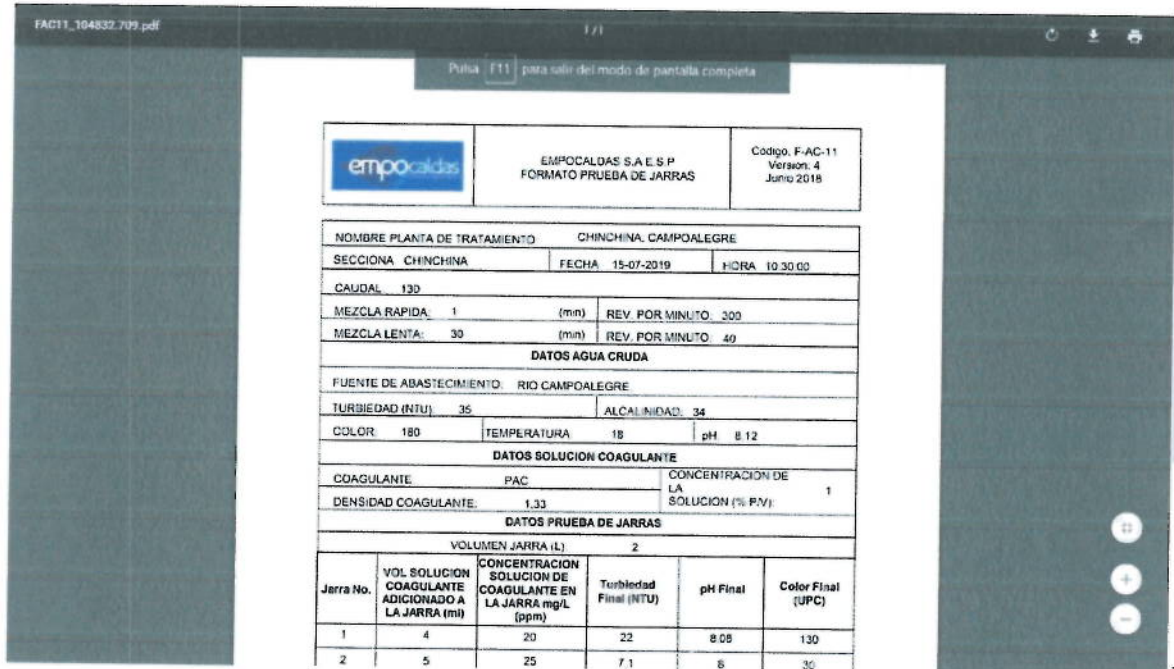 FAC11_104832.709.pdf
1 / 1
Pulsa F11 para salir del modo de pantalla completa
empocaldas
EMPOCALDAS S.A E.S.P
FORMATO PRUEBA DE JARRAS
Código. F-AC-11
Versión: 4
Junio 2018
NOMBRE PLANTA DE TRATAMIENTO CHINCHINA. CAMPOALEGRE
SECCIONA CHINCHINA FECHA 15-07-2019 HORA 10:30:00
CAUDAL 130
MEZCLA RAPIDA: 1 (min) REV. POR MINUTO: 300
MEZCLA LENTA: 30 (min) REV. POR MINUTO: 40
DATOS AGUA CRUDA
FUENTE DE ABASTECIMIENTO: RIO CAMPOALEGRE
TURBIEDAD (NTU): 35 ALCALINIDAD: 34
COLOR: 180 TEMPERATURA 18 pH 8.12
DATOS SOLUCION COAGULANTE
COAGULANTE PAC
DENSIDAD COAGULANTE: 1,33
CONCENTRACION DE
LA
SOLUCION (% P/V): 1
DATOS PRUEBA DE JARRAS
VOLUMEN JARRA (L) 2
Jarra No.
VOL SOLUCION
COAGULANTE
ADICIONADO A
LA JARRA (ml)
CONCENTRACION
SOLUCION DE
COAGULANTE EN
LA JARRA mg/L
(ppm)
Turbiedad
Final (NTU)
pH Final
Color Final
(UPC)
1 4 20 22 8.08 130
2 5 25 7.1 8 30